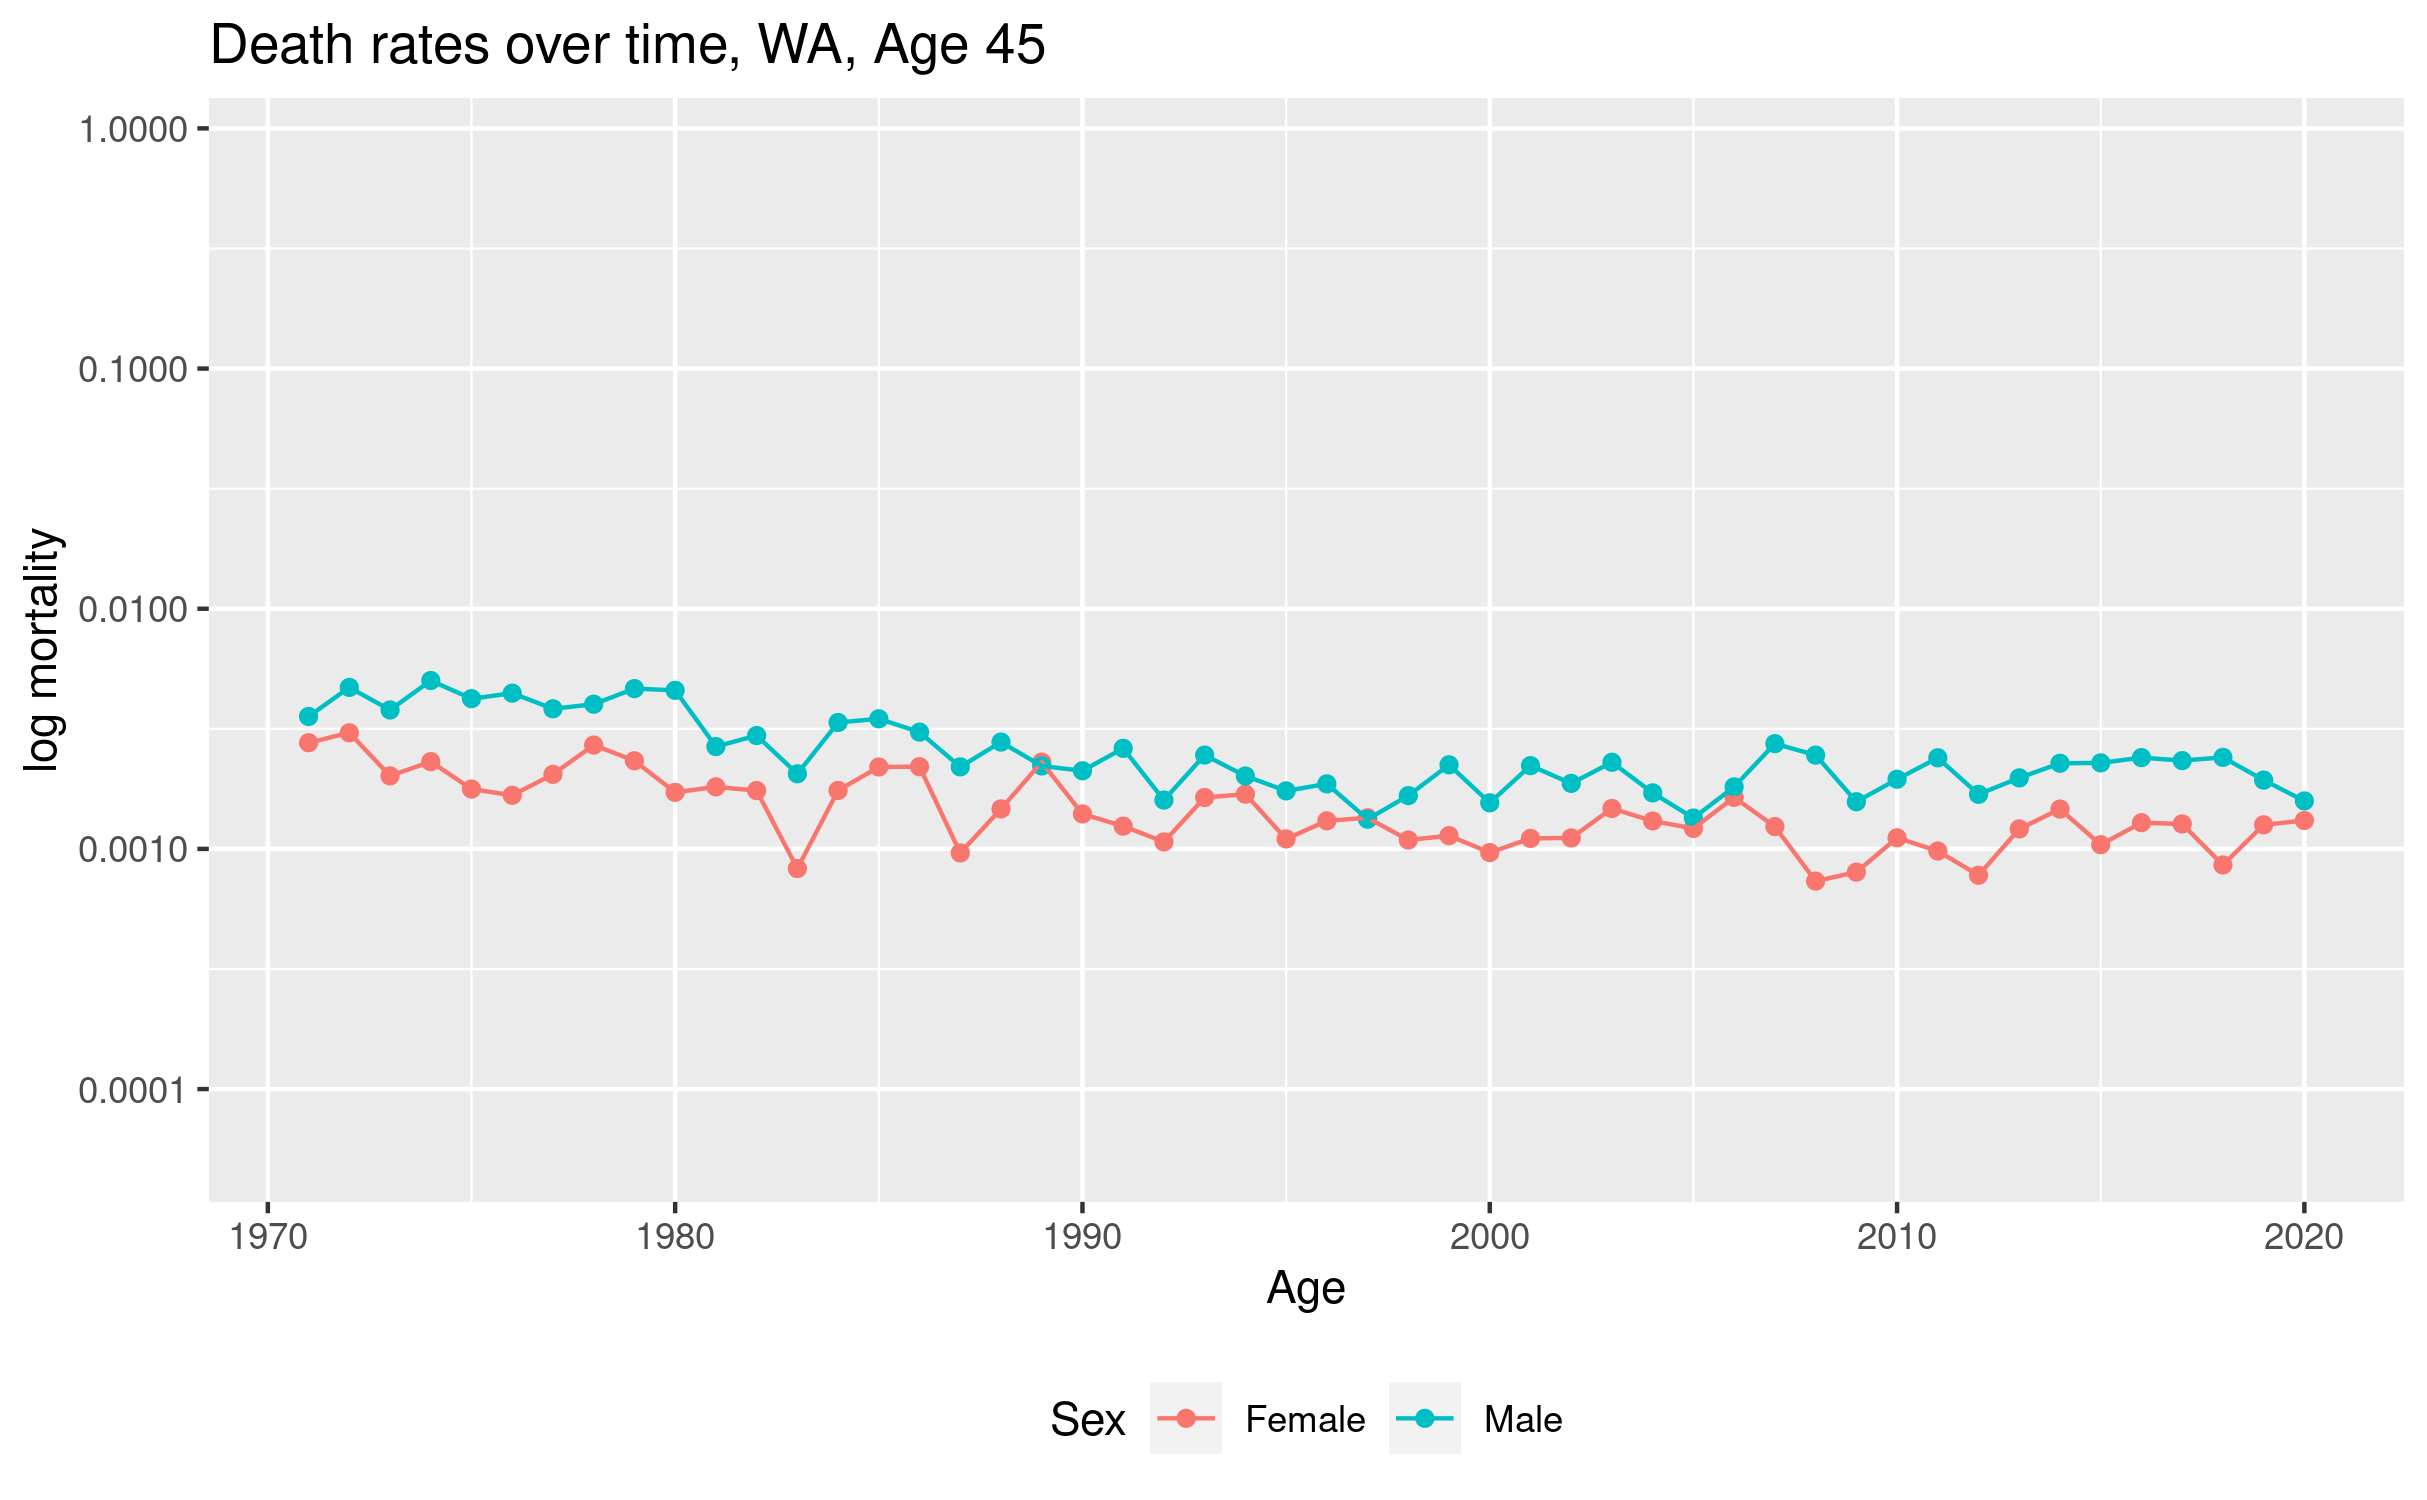 Death rates over time, WA, Age 45
log mortality
1.0000
0.1000
0.0100
0.0010
0.0001
1970 1980 1990 2000 2010 2020
Age
Sex Female Male